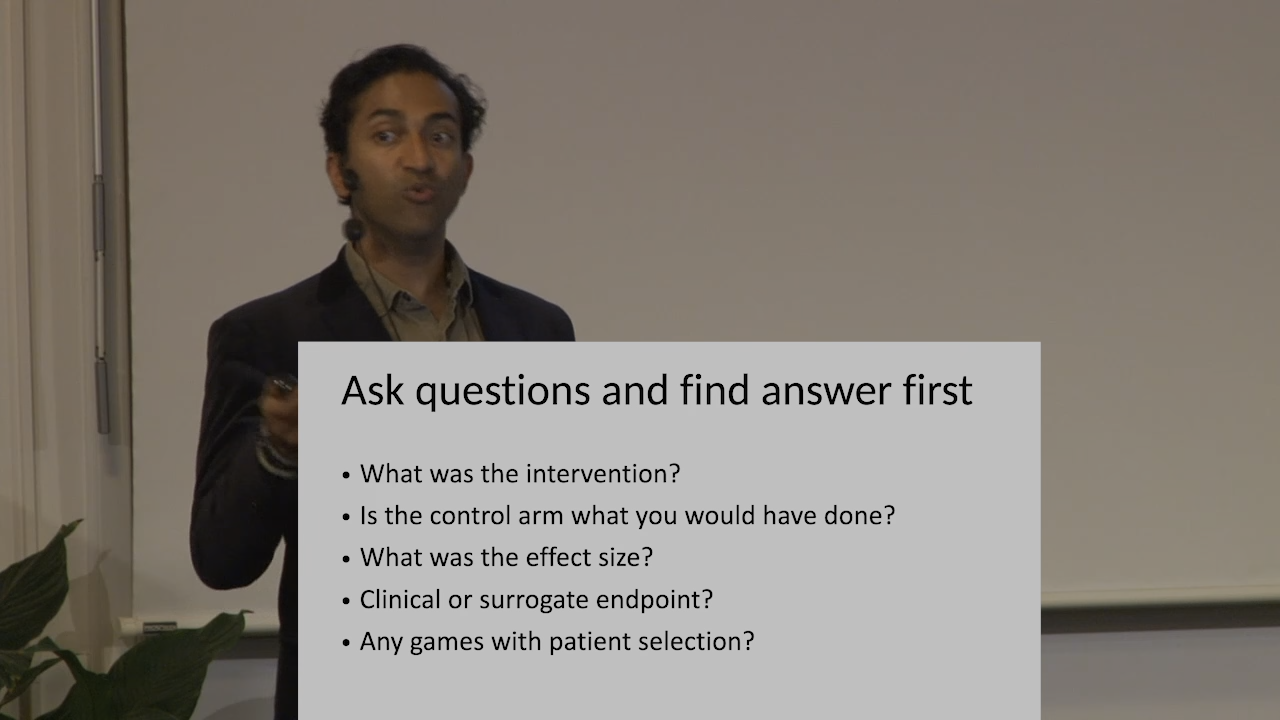 Ask questions and find answer first
• What was the intervention?
• Is the control arm what you would have done?
• What was the effect size?
• Clinical or surrogate endpoint?
• Any games with patient selection?